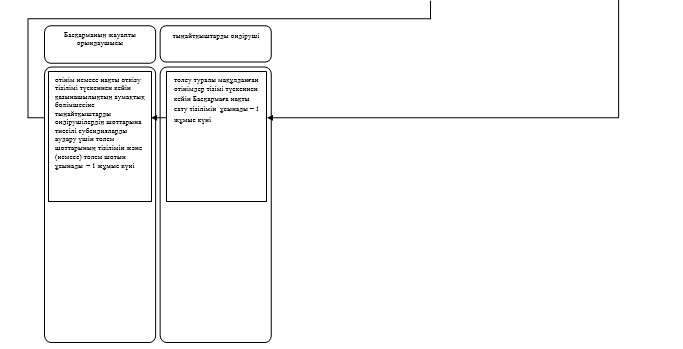 Басқарманың жауапты
орындаушысы
тыңайтқыштарды өндіруші
өтінім немесе нақты өткізу
тізілімі түскеннен кейін
қазынашылықтың аумақтық
бөлімшесіне
тыңайтқыштарды
өндірушілердің шоттарына
тиесілі субсидияларды
аудару үшін төлем
шоттарының тізілімін және
(немесе) төлем шотын
ұсынады – 1 жұмыс күні
төлеу туралы мақұлданған
өтінімдер тізімі түскеннен
кейін Басқармаға нақты
сату тізілімін ұсынады – 1
жұмыс күні